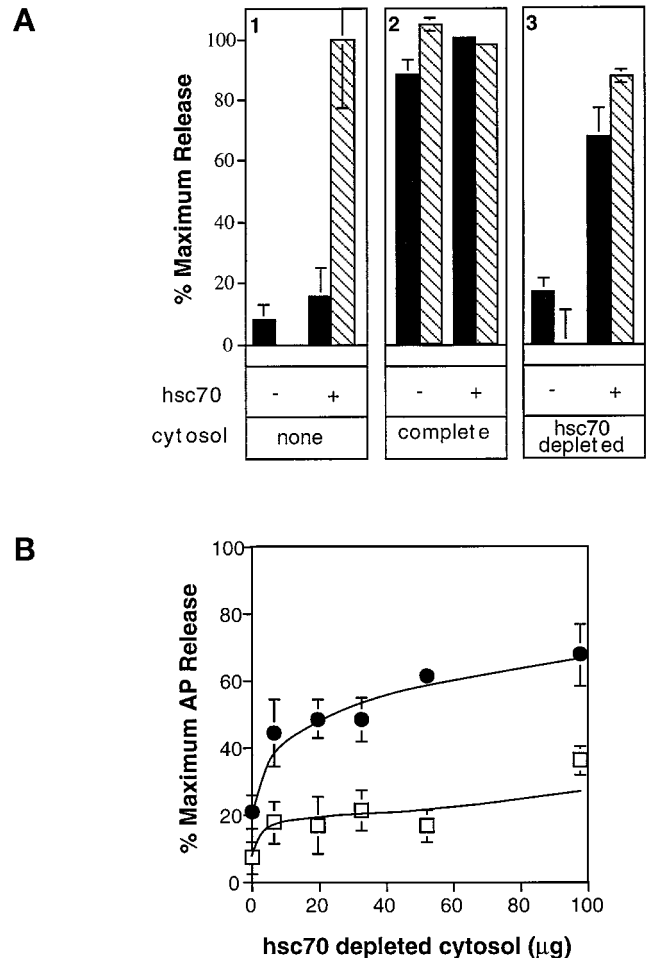 A
% Maximum Release
100
80
60
40
20
0
1
2
3
hsc70
- +
- +
- +
cytosol
none
complete
hsc70
depleted
B
% Maximum AP Release
100
80
60
40
20
0
0 20 40 60 80 100
hsc70 depleted cytosol (μg)